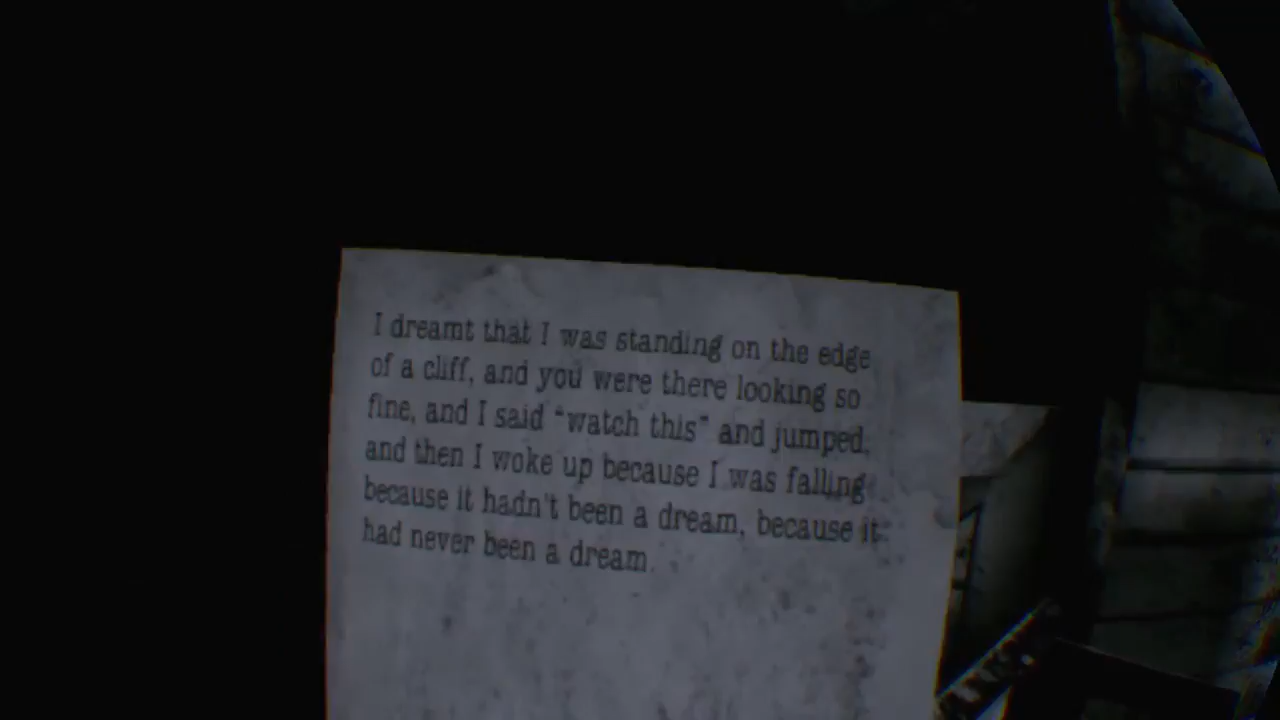 I dreamt that I was standing on the edge
of a cliff, and you were there looking so
fine, and I said “watch this” and jumped,
and then I woke up because I was falling
because it hadn't been a dream, because it
had never been a dream.